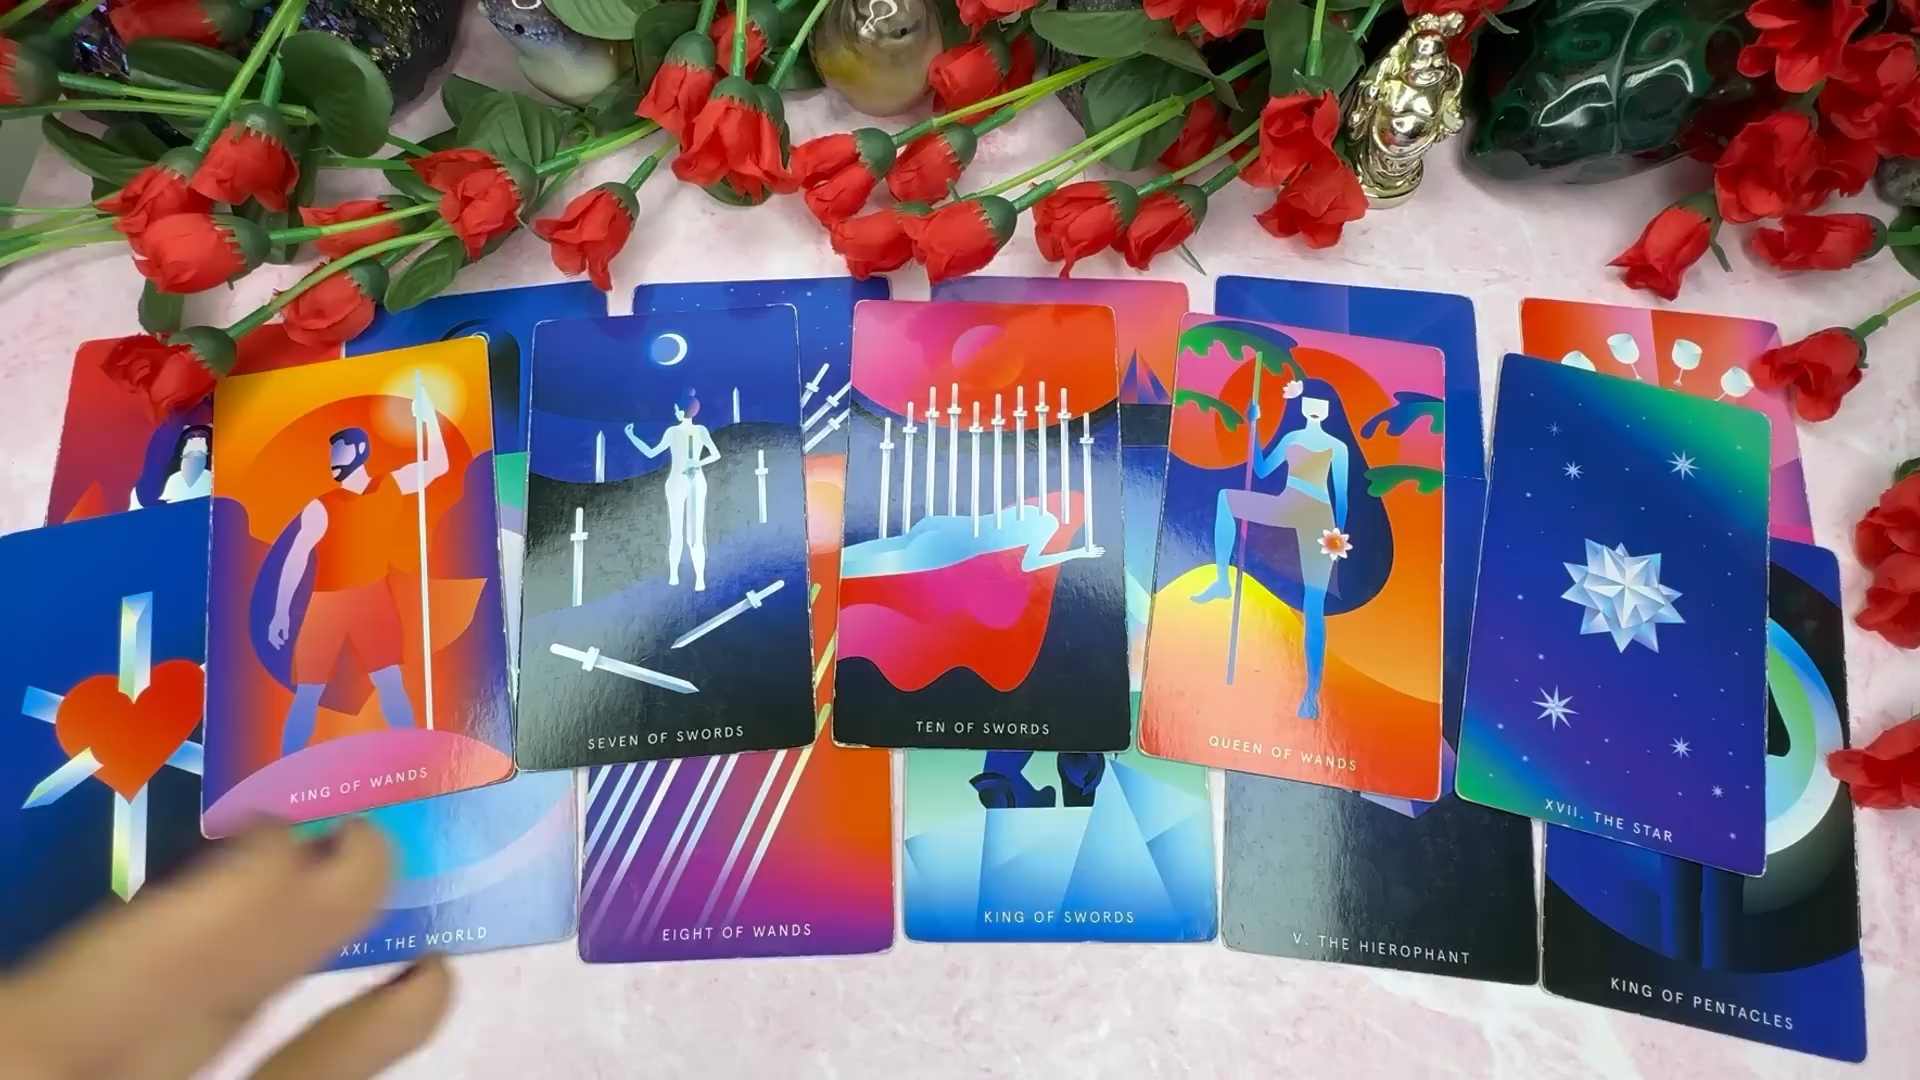 KING OF WANDS
SEVEN OF SWORDS
TEN OF SWORDS
QUEEN OF WANDS
XVII. THE STAR
XXI. THE WORLD
EIGHT OF WANDS
KING OF SWORDS
V. THE HIEROPHANT
KING OF PENTACLES